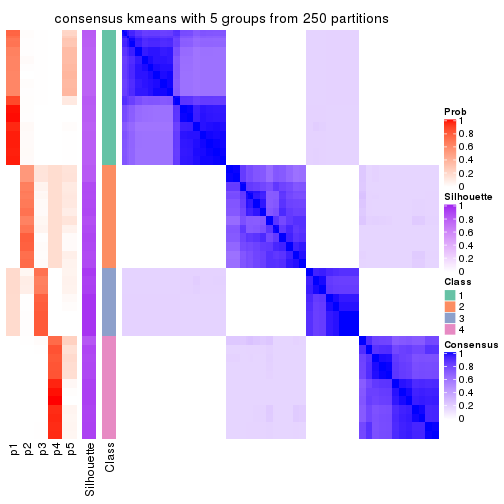 consensus kmeans with 5 groups from 250 partitions
Prob
1
0.8
0.6
0.4
0.2
0
Silhouette
1
0.8
0.6
0.4
0.2
0
Class
1
2
3
4
Consensus
1
0.8
0.6
0.4
0.2
0
p1
p2
p3
p4
p5
Silhouette
Class